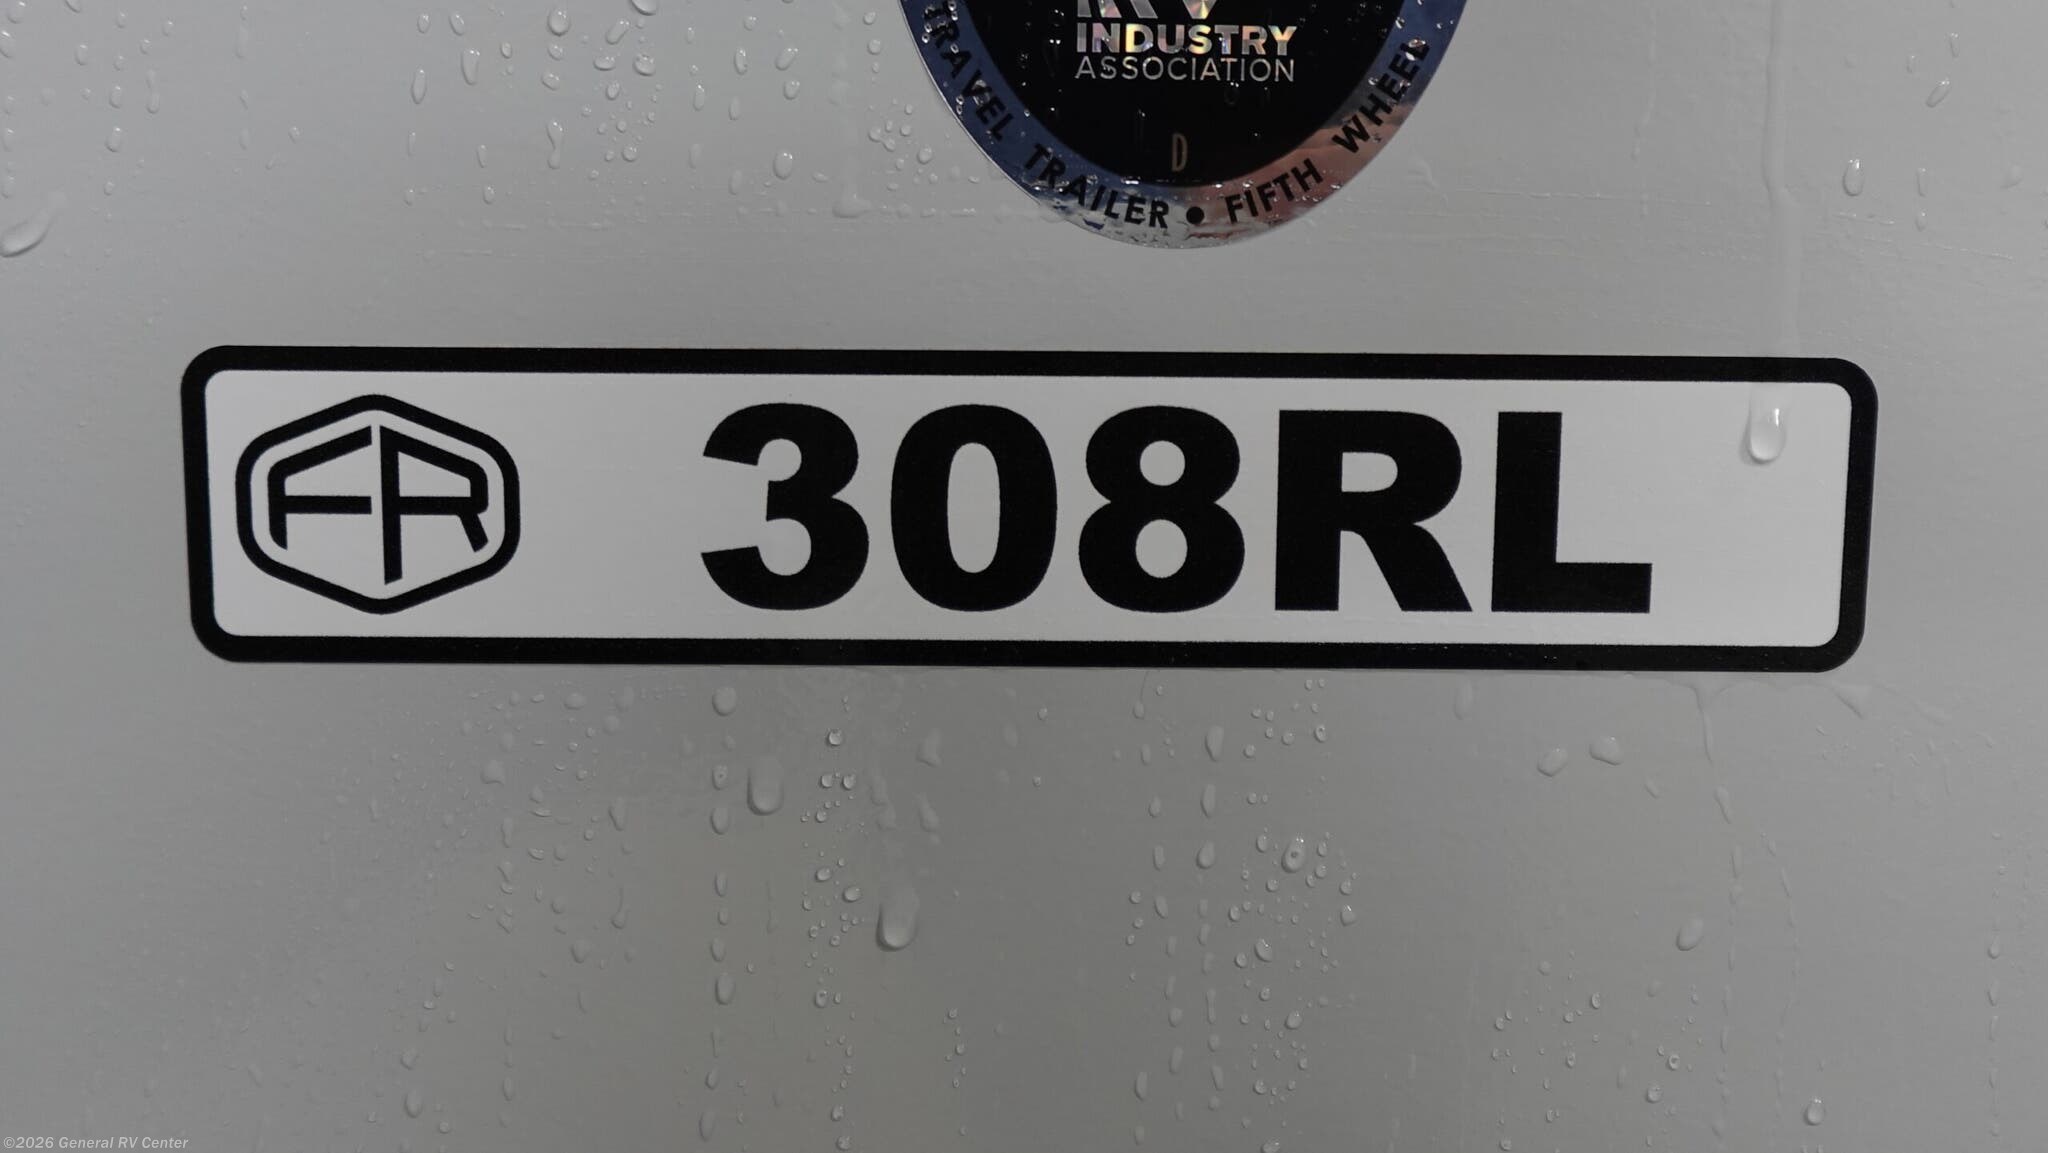 INDUSTRY
ASSOCIATION
D
TRAVEL TRAILER • FIFTH WHEEL
FR 308RL
©2026 General RV Center